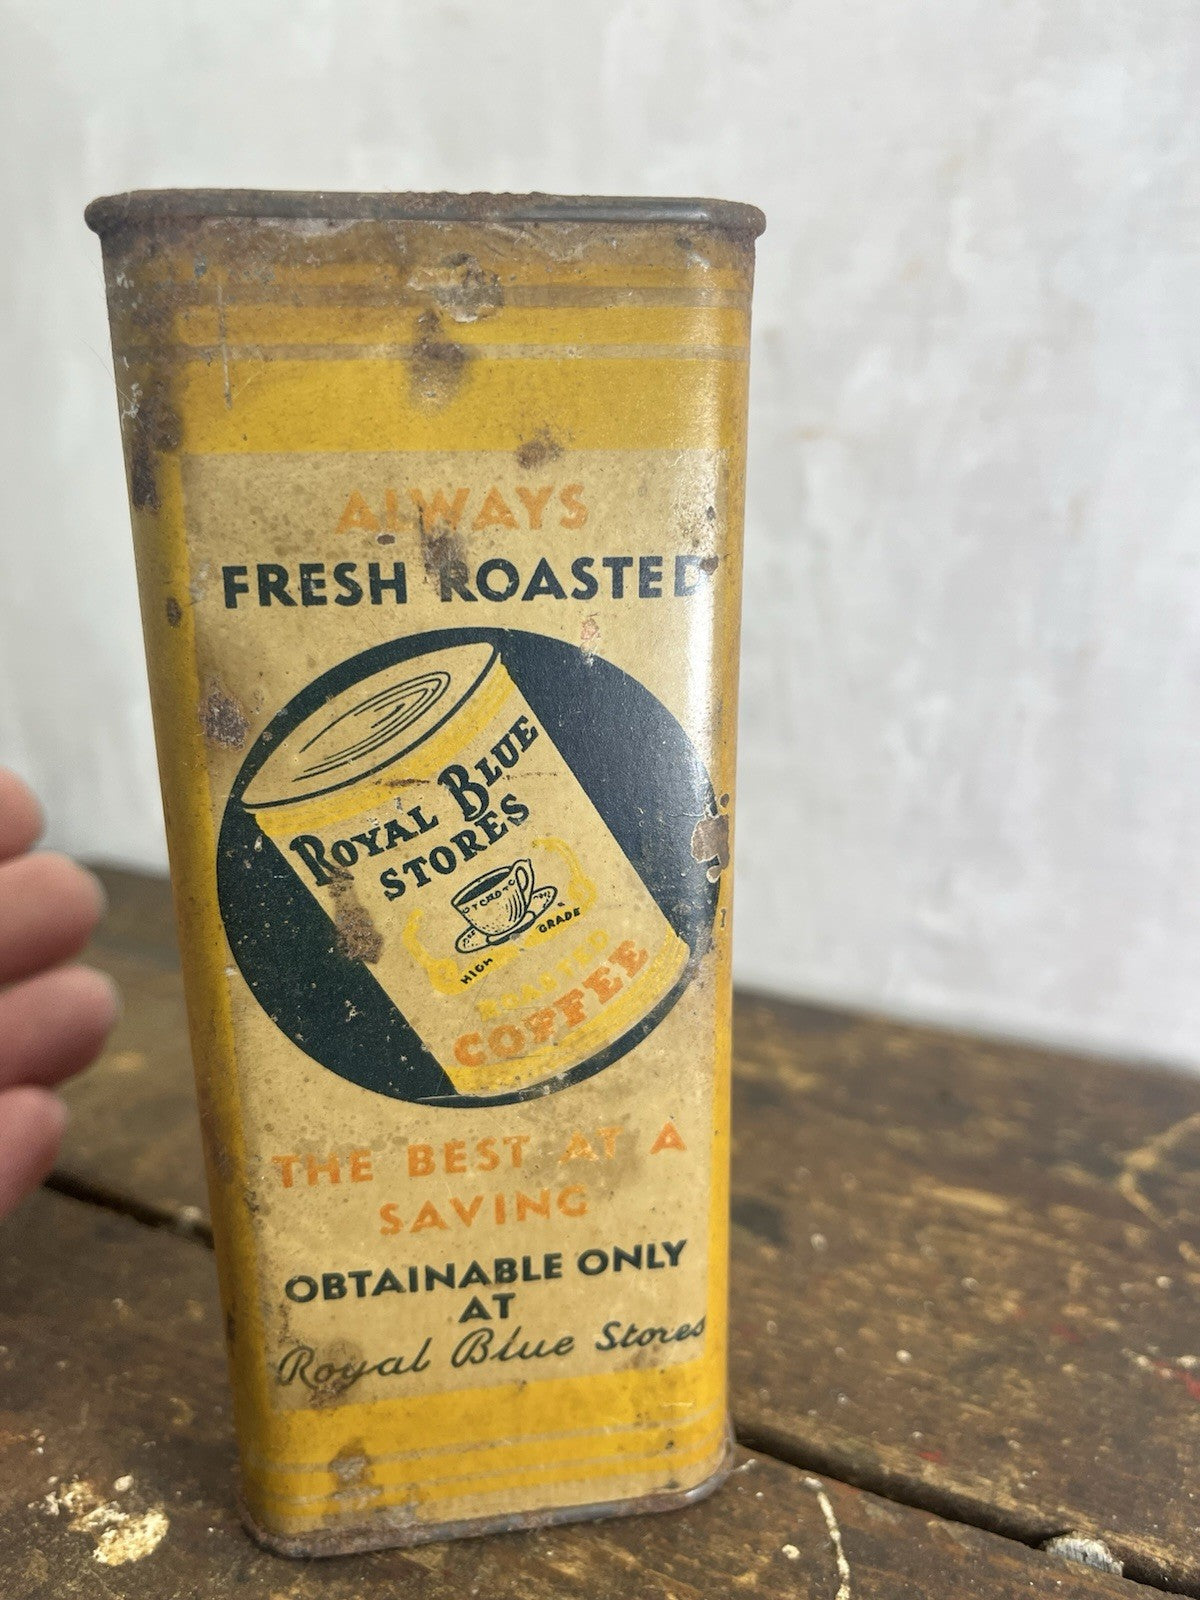 ALWAYS
FRESH ROASTED
ROYAL BLUE
STORES
HIGH GRADE
ROASTED
COFFEE
THE BEST AT A
SAVING
OBTAINABLE ONLY
AT
Royal Blue Stores